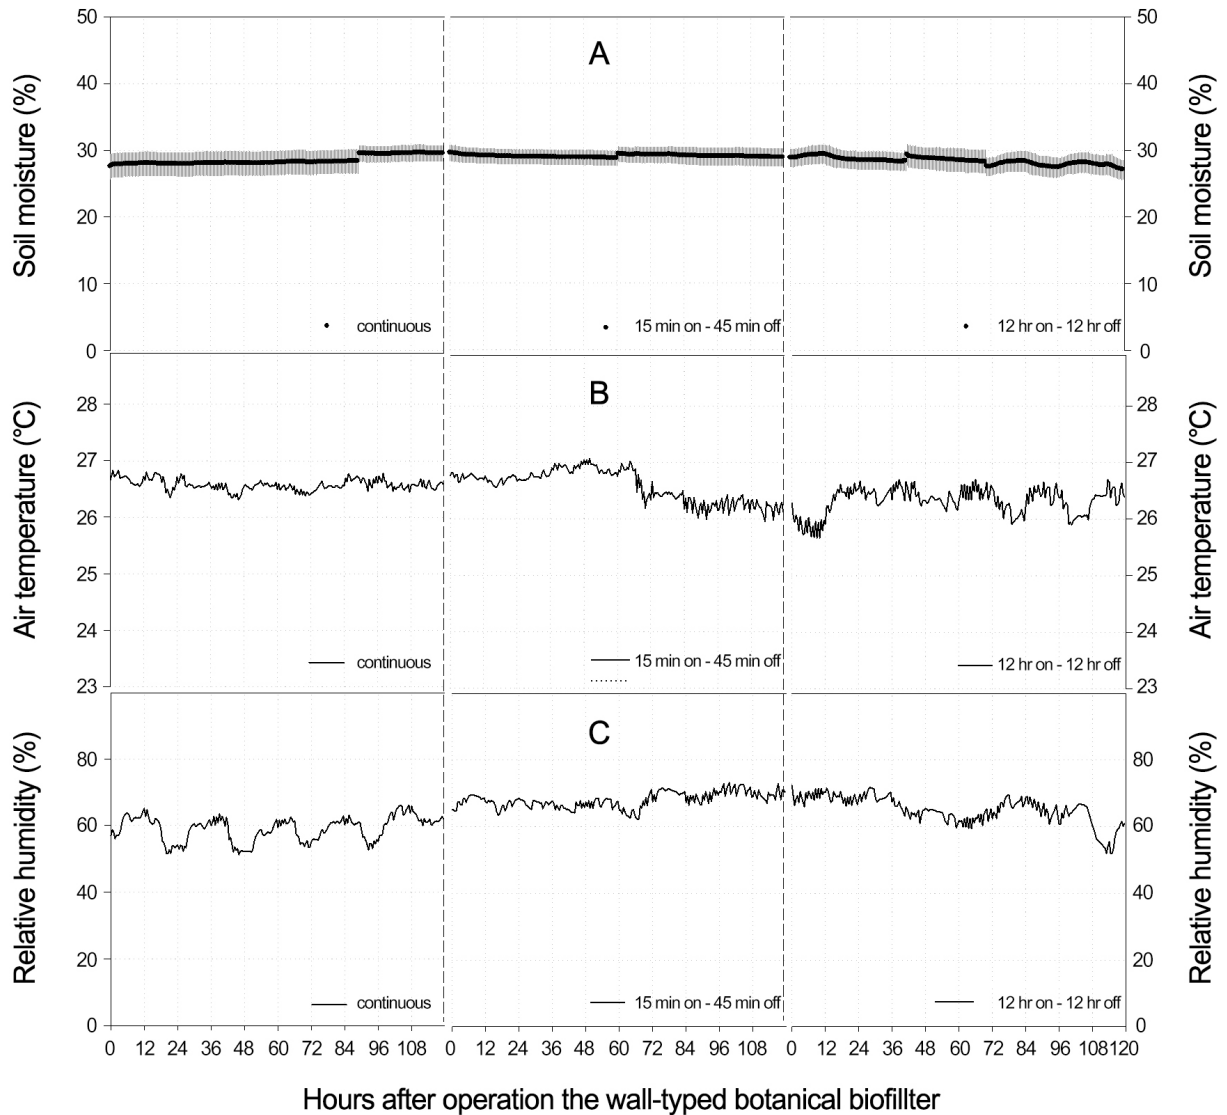 50 50
A
40 40
30 30
20 20
10 10
continuous 15 min on - 45 min off 12 hr on - 12 hr off
0 0
Soil moisture (%) Soil moisture (%)
B
28 28
27 27
26 26
25 25
24 24
continuous 15 min on - 45 min off 12 hr on - 12 hr off
23 23
Air temperature (°C) Air temperature (°C)
C
80 80
60 60
40 40
20 20
continuous 15 min on - 45 min off 12 hr on - 12 hr off
0 0
Relative humidity (%) Relative humidity (%)
0 12 24 36 48 60 72 84 96 108 0 12 24 36 48 60 72 84 96 108 0 12 24 36 48 60 72 84 96 108 120
Hours after operation the wall-typed botanical biofillter